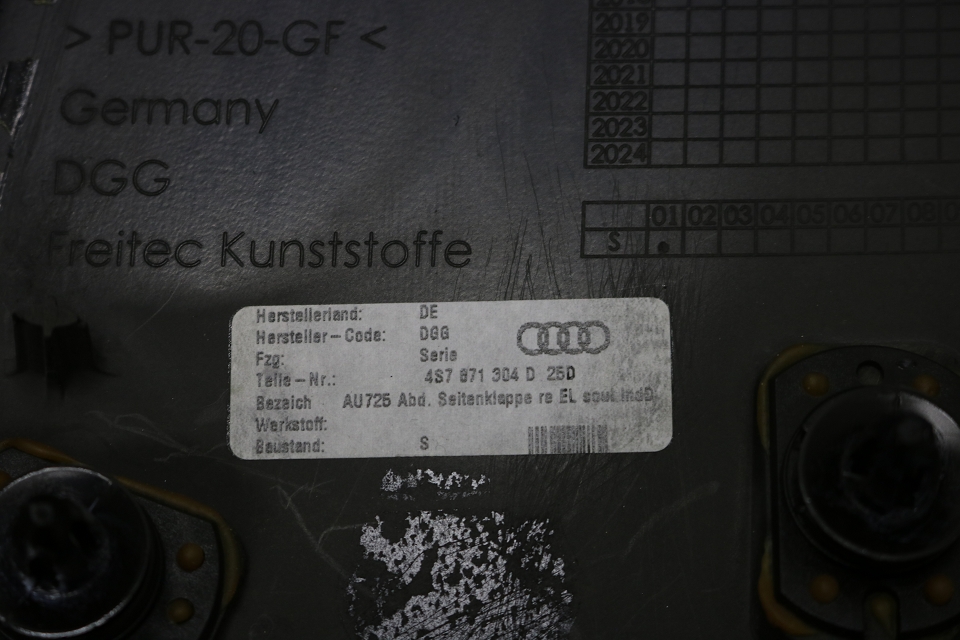 > PUR-20-GF <
Germany
DGG
Freitec Kunststoffe
2019
2020
2021
2022
2023
2024
01 02 03 04 05 06 07 08
S
Herstellerland: DE
Hersteller-Code: DGG
Fzg: Serie
Teile-Nr.: 4S7 871 304 D 25D
Bezeich AU725 Abd. Seitenklappe re EL
Werkstoff:
Baustand: S